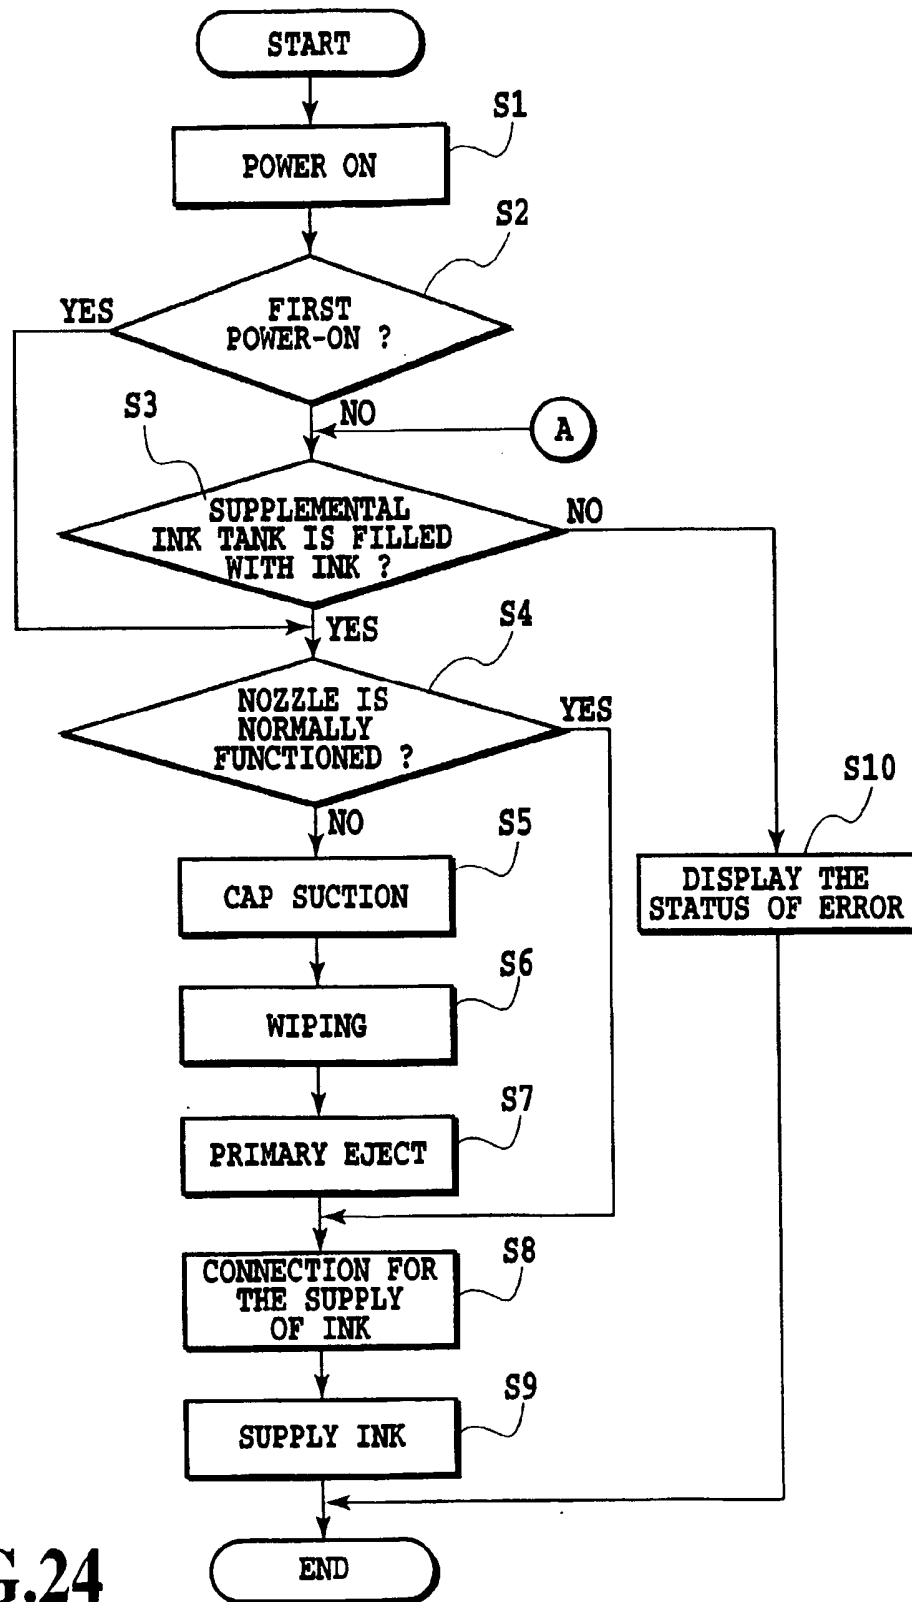 START
S1
POWER ON
S2
YES
FIRST
POWER-ON ?
S3
NO
A
SUPPLEMENTAL
INK TANK IS FILLED
WITH INK ?
NO
YES
S4
NOZZLE IS
NORMALLY
FUNCTIONED ?
YES
NO
S10
DISPLAY THE
STATUS OF ERROR
S5
CAP SUCTION
S6
WIPING
S7
PRIMARY EJECT
S8
CONNECTION FOR
THE SUPPLY
OF INK
S9
SUPPLY INK
END
G.24